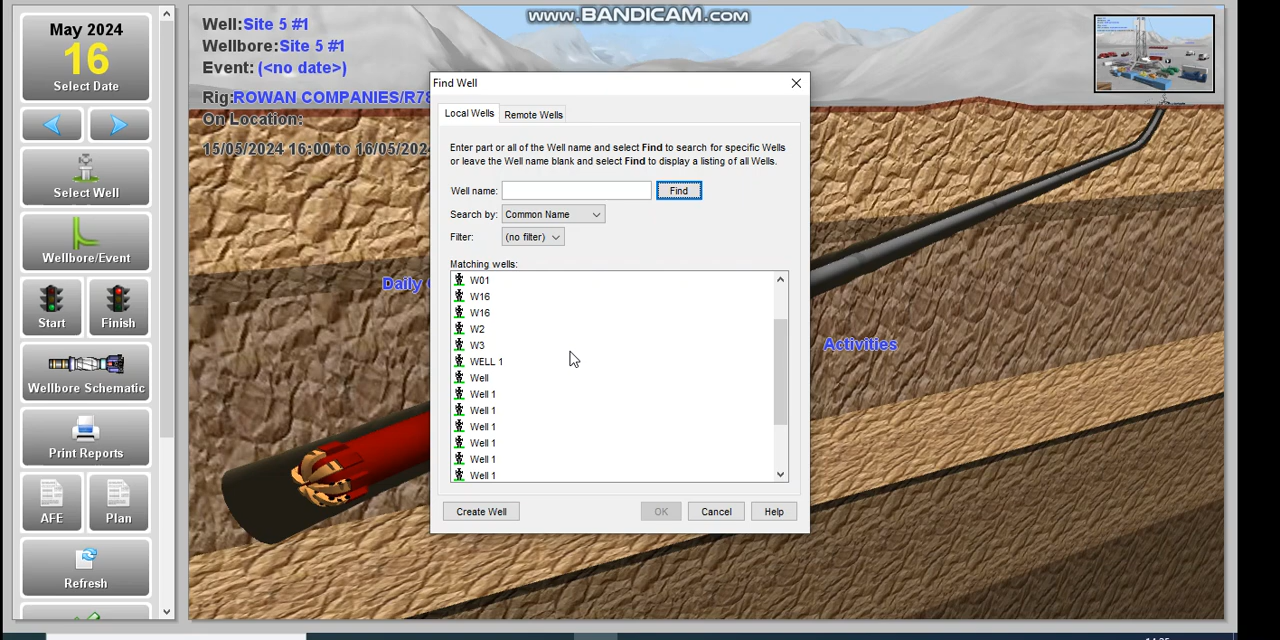 www.BANDICAM.com
May 2024
16
Select Date
Select Well
Wellbore/Event
Start
Finish
Wellbore Schematic
Print Reports
AFE
Plan
Refresh
Well:Site 5 #1
Wellbore:Site 5 #1
Event: (<no date>)
Rig:ROWAN COMPANIES/R78
On Location:
15/05/2024 16:00 to 16/05/202
Daily
Activities
Find Well
Local Wells
Remote Wells
Enter part or all of the Well name and select Find to search for specific Wells
or leave the Well name blank and select Find to display a listing of all Wells.
Well name:
Find
Search by: Common Name
Filter: (no filter)
Matching wells:
W01
W16
W16
W2
W3
WELL 1
Well
Well 1
Well 1
Well 1
Well 1
Well 1
Well 1
Create Well
OK
Cancel
Help